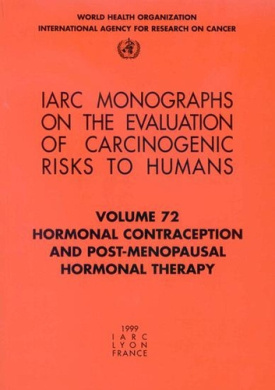 WORLD HEALTH ORGANIZATION
INTERNATIONAL AGENCY FOR RESEARCH ON CANCER
IARC MONOGRAPHS
ON THE EVALUATION
OF CARCINOGENIC
RISKS TO HUMANS
VOLUME 72
HORMONAL CONTRACEPTION
AND POST-MENOPAUSAL
HORMONAL THERAPY
1999
IARC
LYON
FRANCE